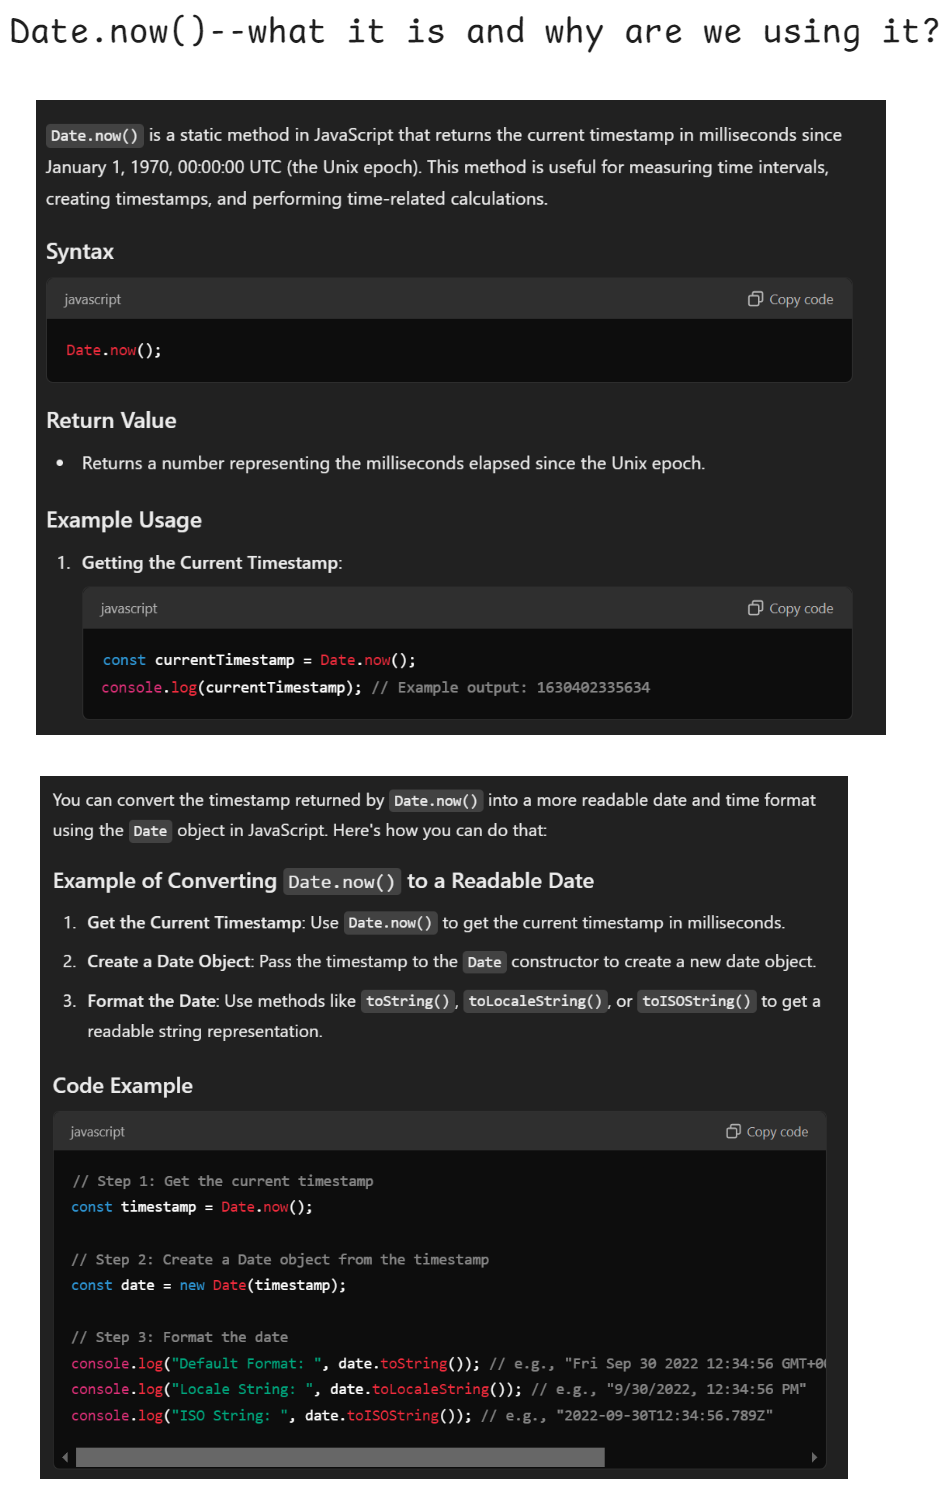 Date.now()--what it is and why are we using it?
Date.now() is a static method in JavaScript that returns the current timestamp in milliseconds since
January 1, 1970, 00:00:00 UTC (the Unix epoch). This method is useful for measuring time intervals,
creating timestamps, and performing time-related calculations.
Syntax
javascript Copy code
Date.now();
Return Value
• Returns a number representing the milliseconds elapsed since the Unix epoch.
Example Usage
1. Getting the Current Timestamp:
javascript Copy code
const currentTimestamp = Date.now();
console.log(currentTimestamp); // Example output: 1630402335634
You can convert the timestamp returned by Date.now() into a more readable date and time format
using the Date object in JavaScript. Here's how you can do that:
Example of Converting Date.now() to a Readable Date
1. Get the Current Timestamp: Use Date.now() to get the current timestamp in milliseconds.
2. Create a Date Object: Pass the timestamp to the Date constructor to create a new date object.
3. Format the Date: Use methods like toString(), toLocaleString(), or toISOString() to get a
readable string representation.
Code Example
javascript Copy code
// Step 1: Get the current timestamp
const timestamp = Date.now();
// Step 2: Create a Date object from the timestamp
const date = new Date(timestamp);
// Step 3: Format the date
console.log("Default Format: ", date.toString()); // e.g., "Fri Sep 30 2022 12:34:56 GMT+0
console.log("Locale String: ", date.toLocaleString()); // e.g., "9/30/2022, 12:34:56 PM"
console.log("ISO String: ", date.toISOString()); // e.g., "2022-09-30T12:34:56.789Z"